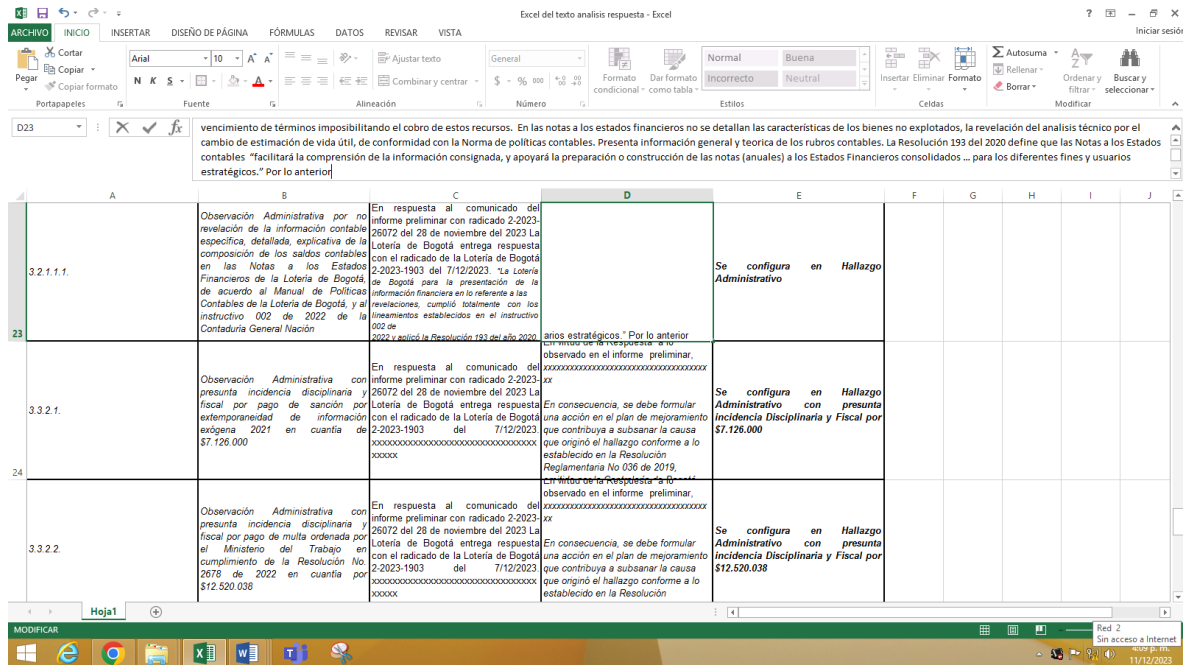 Excel del texto analisis respuesta - Excel
ARCHIVO INICIO INSERTAR DISEÑO DE PÁGINA FÓRMULAS DATOS REVISAR VISTA
Iniciar sesión
Cortar
Copiar
Copiar formato
Pegar
Portapapeles
Arial 10
N K S
Fuente
Ajustar texto
Combinar y centrar
Alineación
General
$ % 000
Número
Formato condicional
Dar formato como tabla
Normal Buena
Incorrecto Neutral
Estilos
Insertar Eliminar Formato
Celdas
Autosuma
Rellenar
Borrar
Ordenar y filtrar
Buscar y seleccionar
Modificar
D23
fx
vencimiento de términos imposibilitando el cobro de estos recursos. En las notas a los estados financieros no se detallan las características de los bienes no explotados, la revelación del analisis técnico por el
cambio de estimación de vida útil, de conformidad con la Norma de políticas contables. Presenta información general y teorica de los rubros contables. La Resolución 193 del 2020 define que las Notas a los Estados
contables "facilitará la comprensión de la información consignada, y apoyará la preparación o construcción de las notas (anuales) a los Estados Financieros consolidados ... para los diferentes fines y usuarios
estratégicos." Por lo anterior
A B C D E F G H I J
23
3.2.1.1.1.
Observación Administrativa por no
revelación de la información contable
específica, detallada, explicativa de la
composición de los saldos contables
en las Notas a los Estados
Financieros de la Lotería de Bogotá,
de acuerdo al Manual de Políticas
Contables de la Lotería de Bogotá, y al
instructivo 002 de 2022 de la
Contaduría General Nación
En respuesta al comunicado del
informe preliminar con radicado 2-2023-
26072 del 28 de noviembre del 2023 La
Lotería de Bogotá entrega respuesta
con el radicado de la Lotería de Bogotá
2-2023-1903 del 7/12/2023. "La Lotería
de Bogotá para la presentación de la
información financiera en lo referente a las
revelaciones, cumplió totalmente con los
lineamientos establecidos en el instructivo
002 de
2022 y aplicó la Resolución 193 del año 2020
arios estratégicos." Por lo anterior
Se configura en Hallazgo
Administrativo
24
3.3.2.1.
Observación Administrativa con
presunta incidencia disciplinaria y
fiscal por pago de sanción por
extemporaneidad de información
exógena 2021 en cuantía de
$7.126.000
En respuesta al comunicado del
informe preliminar con radicado 2-2023-
26072 del 28 de noviembre del 2023 La
Lotería de Bogotá entrega respuesta
con el radicado de la Lotería de Bogotá
2-2023-1903 del 7/12/2023.
xxxxxxxxxxxxxxxxxxxxxxxxxxxxxxxxx
xxxxx
En virtud de la Respuesta a lo
observado en el informe preliminar,
xxxxxxxxxxxxxxxxxxxxxxxxxxxxxxxxxxxxx
xx
En consecuencia, se debe formular
una acción en el plan de mejoramiento
que contribuya a subsanar la causa
que originó el hallazgo conforme a lo
establecido en la Resolución
Reglamentaria No 036 de 2019,
Se configura en Hallazgo
Administrativo con presunta
incidencia Disciplinaria y Fiscal por
$7.126.000
3.3.2.2.
Observación Administrativa con
presunta incidencia disciplinaria y
fiscal por pago de multa ordenada por
el Ministerio del Trabajo en
cumplimiento de la Resolución No.
2678 de 2022 en cuantía por
$12.520.038
En respuesta al comunicado del
informe preliminar con radicado 2-2023-
26072 del 28 de noviembre del 2023 La
Lotería de Bogotá entrega respuesta
con el radicado de la Lotería de Bogotá
2-2023-1903 del 7/12/2023.
xxxxxxxxxxxxxxxxxxxxxxxxxxxxxxxxx
xxxxx
En virtud de la Respuesta a lo
observado en el informe preliminar,
xxxxxxxxxxxxxxxxxxxxxxxxxxxxxxxxxxxxx
xx
En consecuencia, se debe formular
una acción en el plan de mejoramiento
que contribuya a subsanar la causa
que originó el hallazgo conforme a lo
establecido en la Resolución
Se configura en Hallazgo
Administrativo con presunta
incidencia Disciplinaria y Fiscal por
$12.520.038
Hoja1
MODIFICAR
Red 2
Sin acceso a Internet
4:09 p. m.
11/12/2023